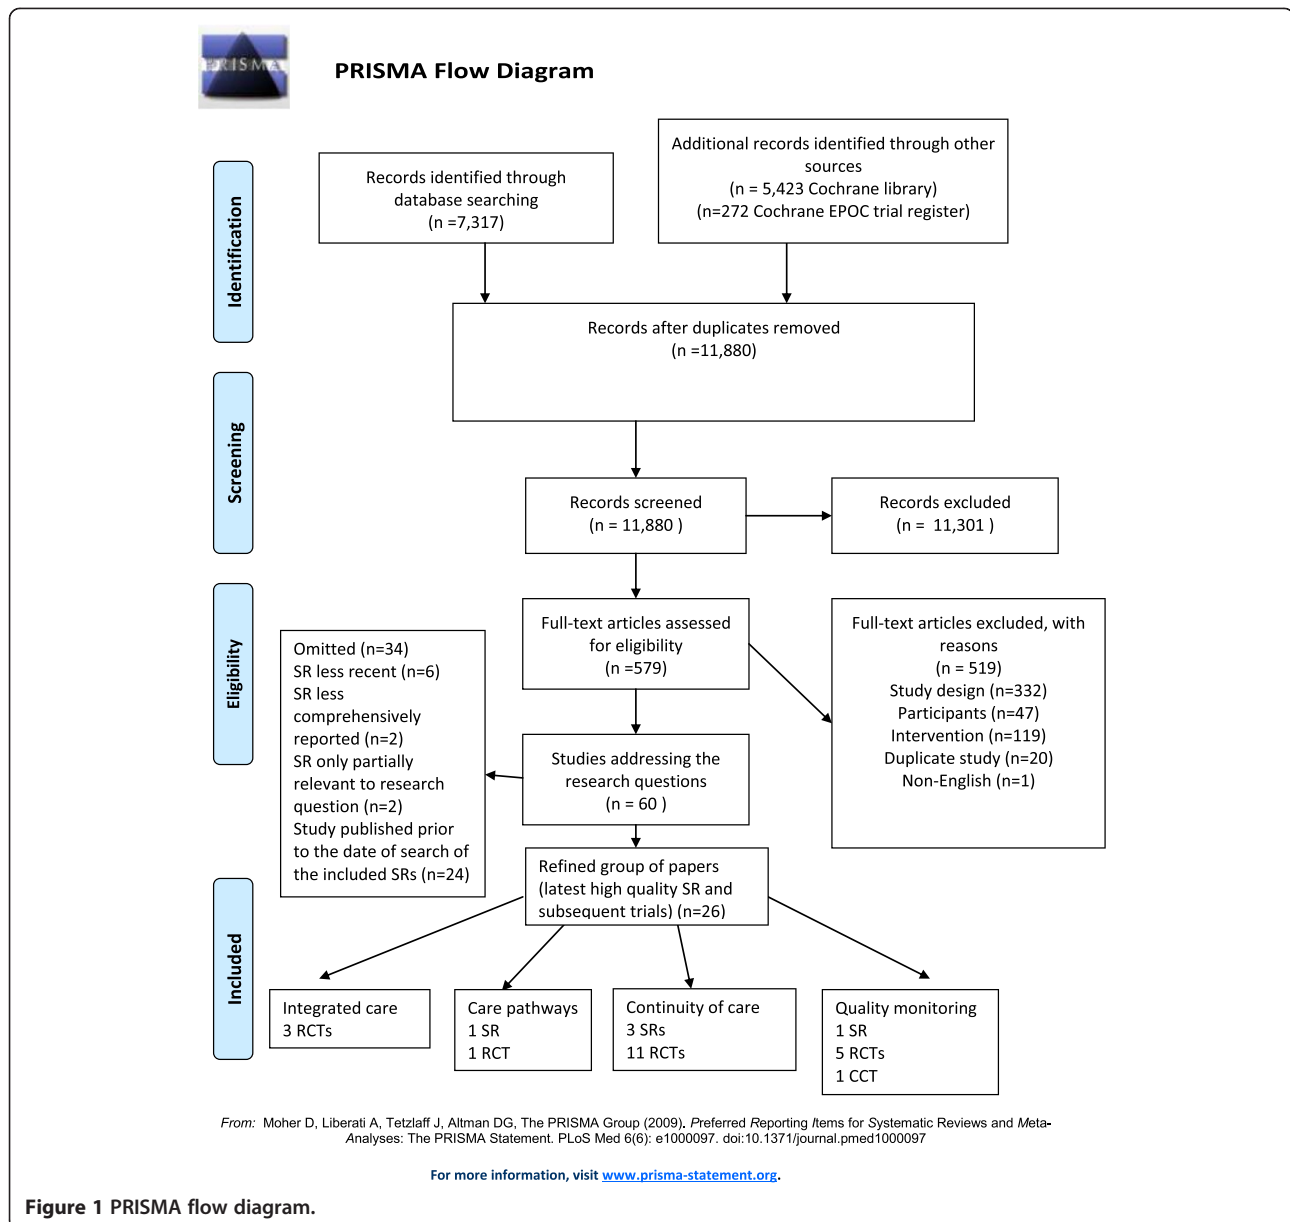 PRISMA
PRISMA Flow Diagram
Identification
Records identified through
database searching
(n =7,317)
Additional records identified through other
sources
(n = 5,423 Cochrane library)
(n=272 Cochrane EPOC trial register)
Records after duplicates removed
(n =11,880)
Screening
Records screened
(n = 11,880 )
Records excluded
(n = 11,301 )
Eligibility
Full-text articles assessed
for eligibility
(n =579)
Full-text articles excluded, with
reasons
(n = 519)
Study design (n=332)
Participants (n=47)
Intervention (n=119)
Duplicate study (n=20)
Non-English (n=1)
Omitted (n=34)
SR less recent (n=6)
SR less
comprehensively
reported (n=2)
SR only partially
relevant to research
question (n=2)
Study published prior
to the date of search of
the included SRs (n=24)
Studies addressing the
research questions
(n = 60 )
Included
Refined group of papers
(latest high quality SR and
subsequent trials) (n=26)
Integrated care
3 RCTs
Care pathways
1 SR
1 RCT
Continuity of care
3 SRs
11 RCTs
Quality monitoring
1 SR
5 RCTs
1 CCT
From: Moher D, Liberati A, Tetzlaff J, Altman DG, The PRISMA Group (2009). Preferred Reporting Items for Systematic Reviews and Meta-
Analyses: The PRISMA Statement. PLoS Med 6(6): e1000097. doi:10.1371/journal.pmed1000097
For more information, visit www.prisma-statement.org.
Figure 1 PRISMA flow diagram.